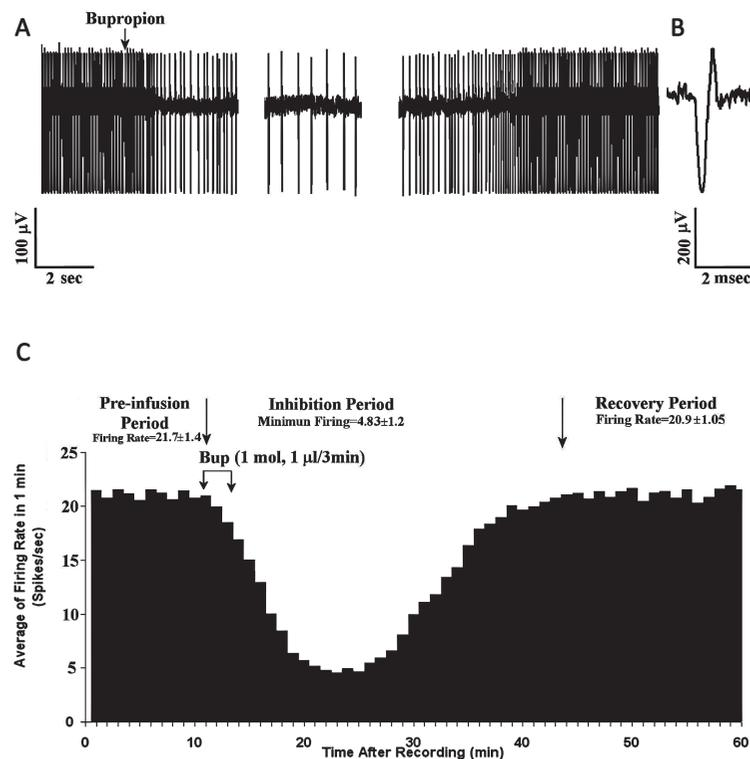 A
Bupropion
B
100 μV
2 sec
200 μV
2 msec
C
Pre-infusion
Period
Firing Rate=21.7±1.4
Inhibition Period
Minimun Firing=4.83±1.2
Recovery Period
Firing Rate=20.9 ±1.05
Bup (1 mol, 1 μl/3min)
Average of Firing Rate in 1 min
(Spikes/sec)
25
20
15
10
5
0
0 10 20 30 40 50 60
Time After Recording (min)